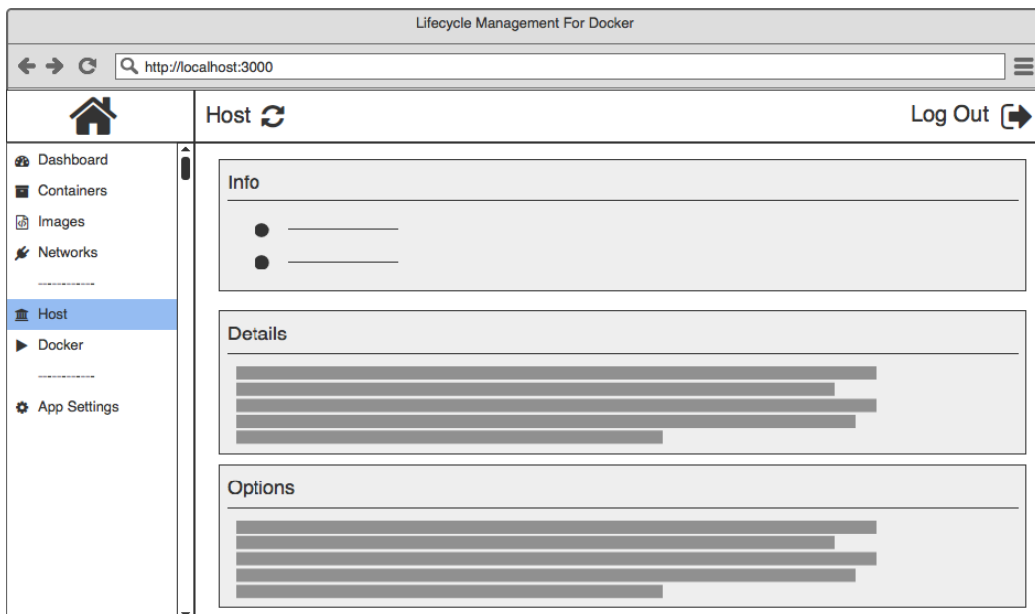 Lifecycle Management For Docker
http://localhost:3000
Host
Log Out
Dashboard
Containers
Images
Networks
------------
Host
Docker
------------
App Settings
Info
Details
Options